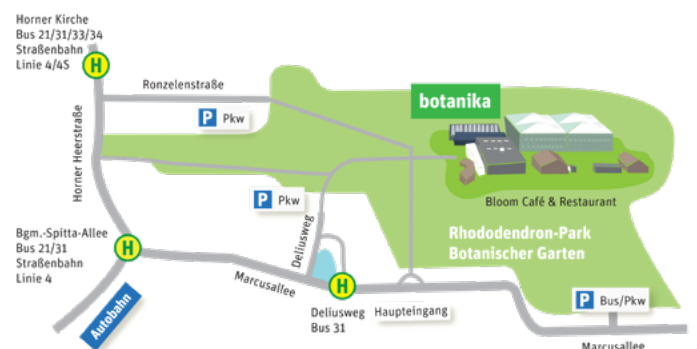 Horner Kirche
Bus 21/31/33/34
Straßenbahn
Linie 4/4S
H
Ronzelenstraße
P Pkw
botanika
Horner Heerstraße
Bloom Café & Restaurant
P Pkw
Rhododendron-Park
Botanischer Garten
Bgm.-Spitta-Allee
Bus 21/31
Straßenbahn
Linie 4
H
Deliusweg
Marcusallee
Autobahn
H
Deliusweg
Bus 31
Haupteingang
P Bus/Pkw
Marcusallee